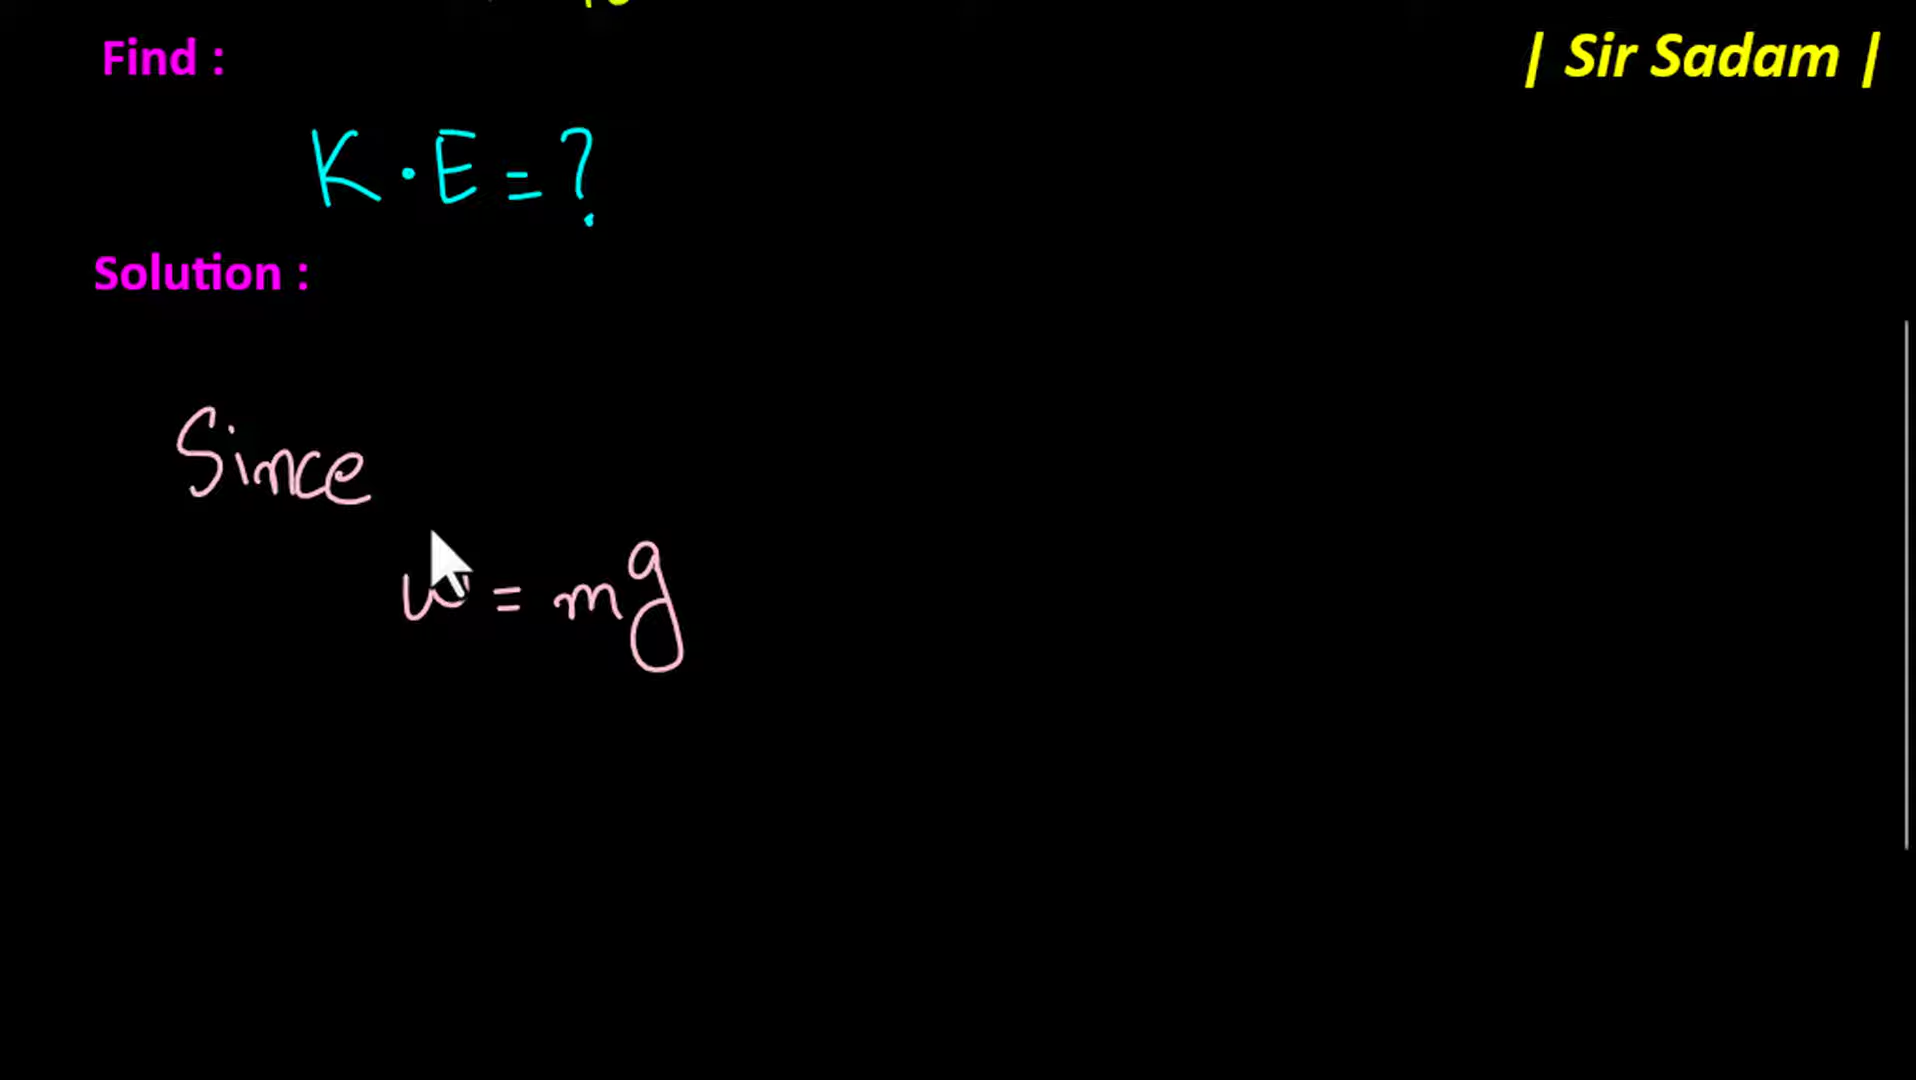 Find :
| Sir Sadam |
K.E = ?
Solution :
Since
w = mg